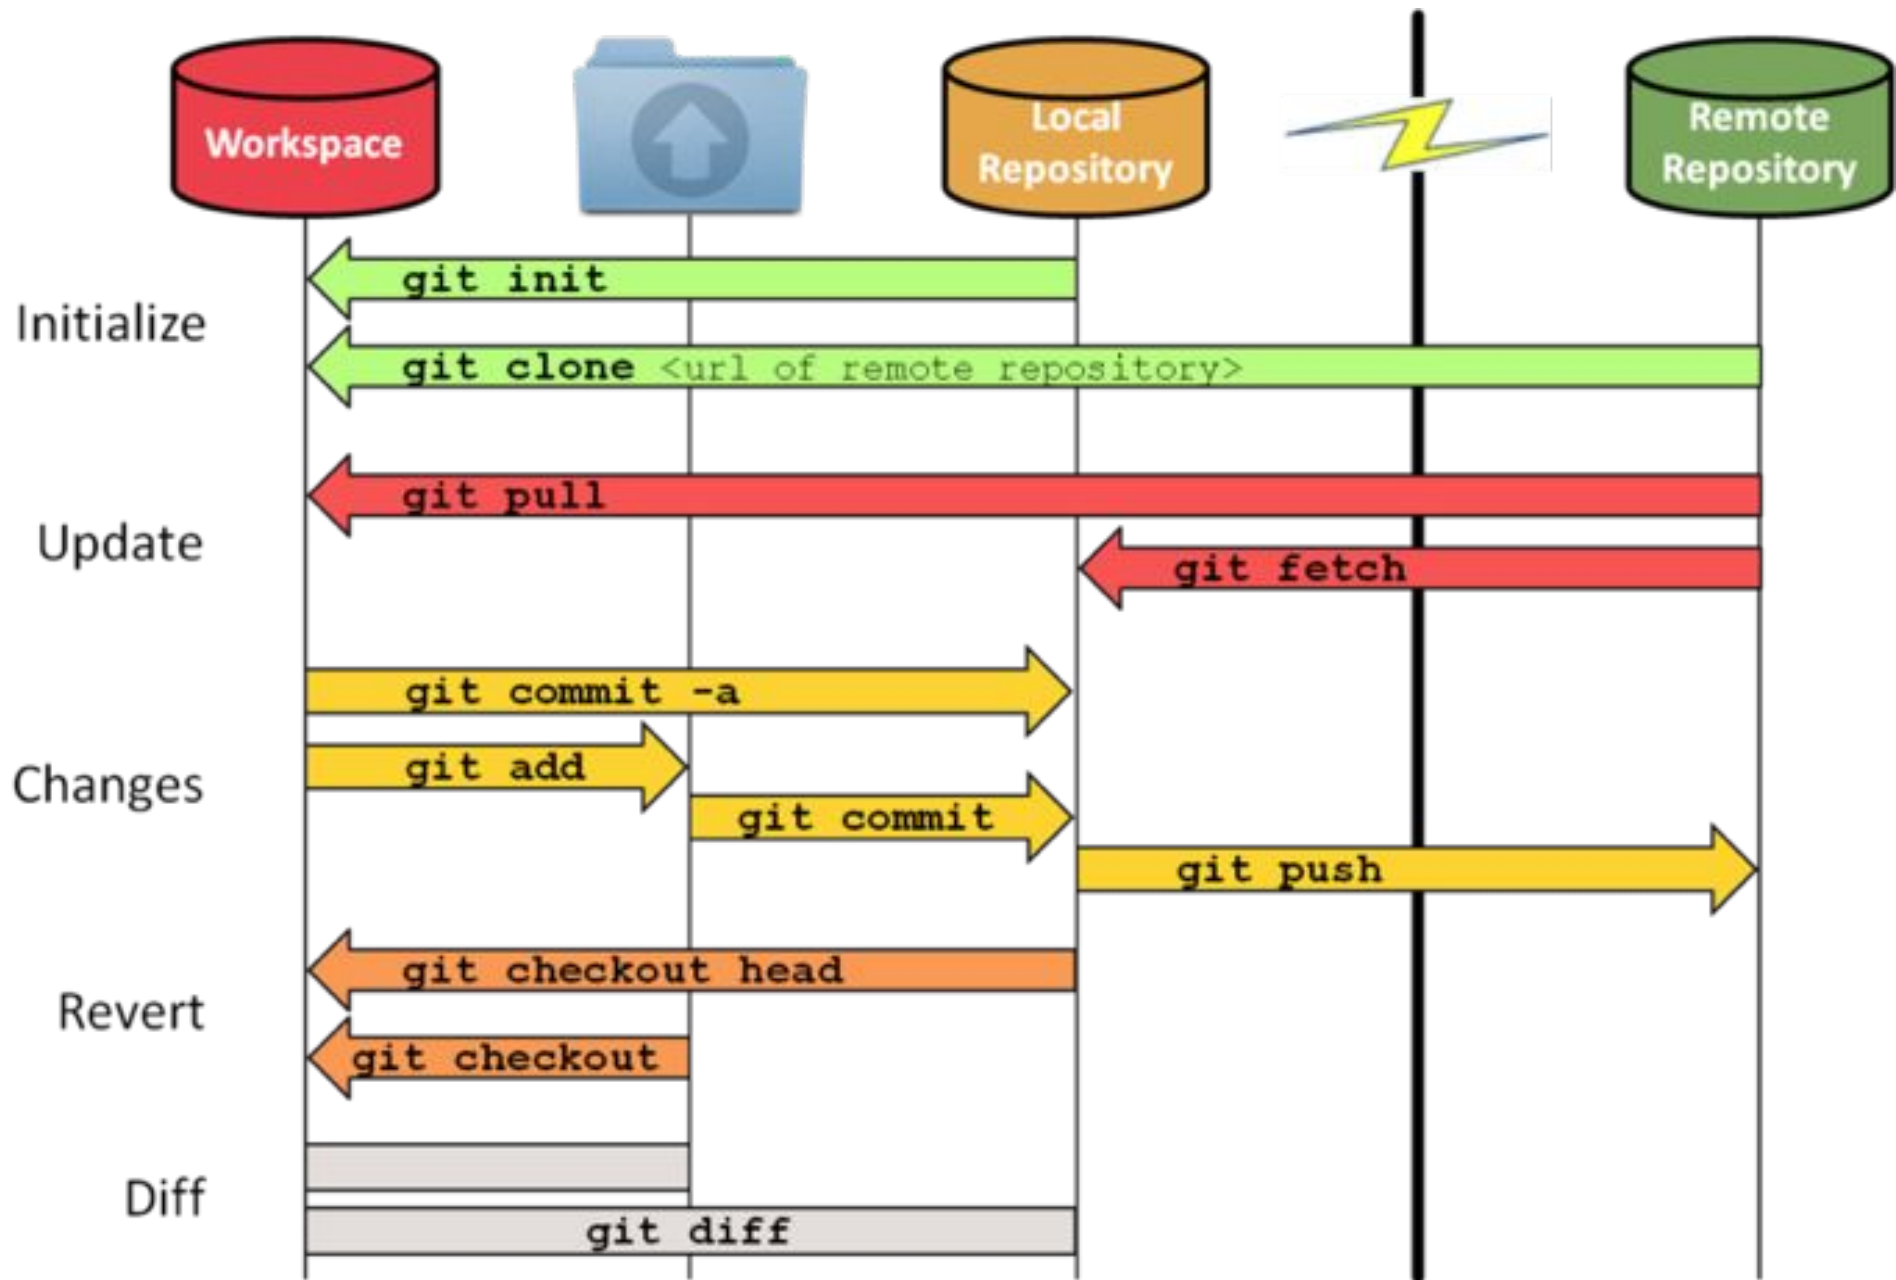 Workspace
Local
Repository
Remote
Repository
Initialize
git init
git clone <url of remote repository>
Update
git pull
git fetch
Changes
git commit -a
git add
git commit
git push
Revert
git checkout head
git checkout
Diff
git diff